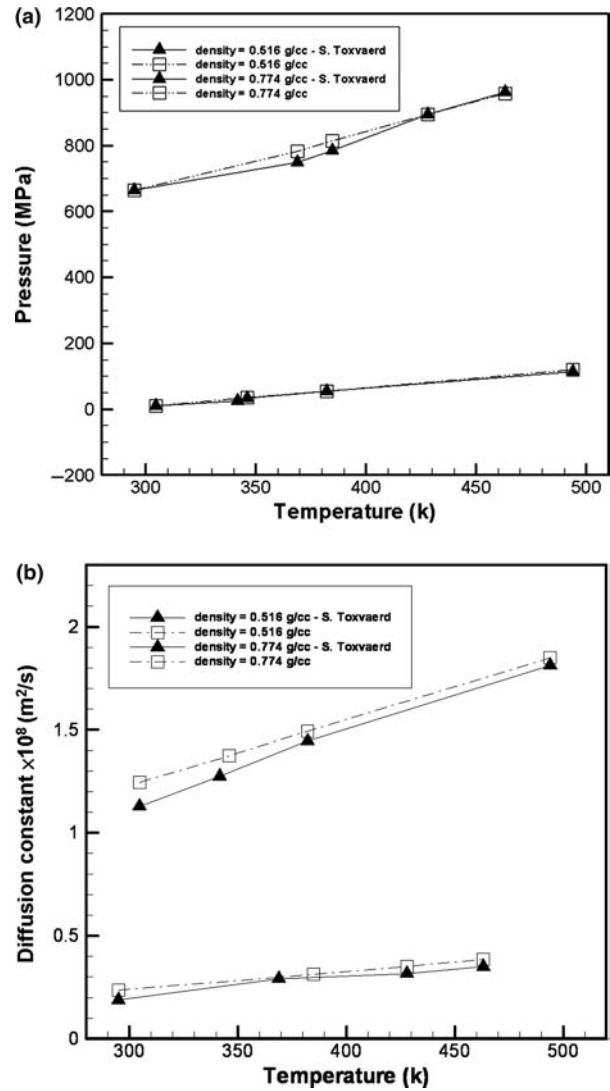 (a)
1200
1000
800
600
400
200
0
–200
Pressure (MPa)
density = 0.516 g/cc - S. Toxvaerd
density = 0.516 g/cc
density = 0.774 g/cc - S. Toxvaerd
density = 0.774 g/cc
300 350 400 450 500
Temperature (k)
(b)
2
1.5
1
0.5
0
Diffusion constant ×10⁸ (m²/s)
density = 0.516 g/cc - S. Toxvaerd
density = 0.516 g/cc
density = 0.774 g/cc - S. Toxvaerd
density = 0.774 g/cc
300 350 400 450 500
Temperature (k)